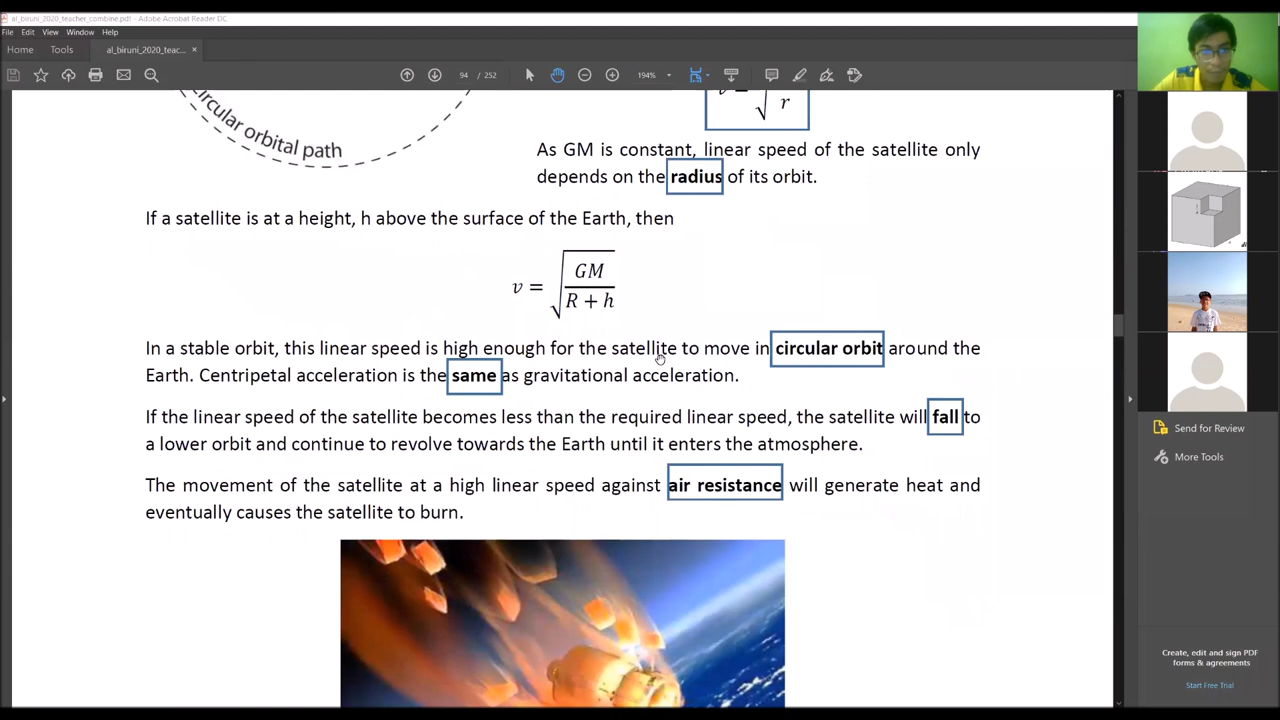 al_biruni_2020_teacher_combine.pdf - Adobe Acrobat Reader DC
File Edit View Window Help
Home Tools al_biruni_2020_teac... ×
94 / 252 194%
circular orbital path
r
As GM is constant, linear speed of the satellite only
depends on the radius of its orbit.
If a satellite is at a height, h above the surface of the Earth, then
v = √GM
R + h
In a stable orbit, this linear speed is high enough for the satellite to move in circular orbit around the
Earth. Centripetal acceleration is the same as gravitational acceleration.
If the linear speed of the satellite becomes less than the required linear speed, the satellite will fall to
a lower orbit and continue to revolve towards the Earth until it enters the atmosphere.
The movement of the satellite at a high linear speed against air resistance will generate heat and
eventually causes the satellite to burn.
Send for Review
More Tools
Create, edit and sign PDF
forms & agreements
Start Free Trial